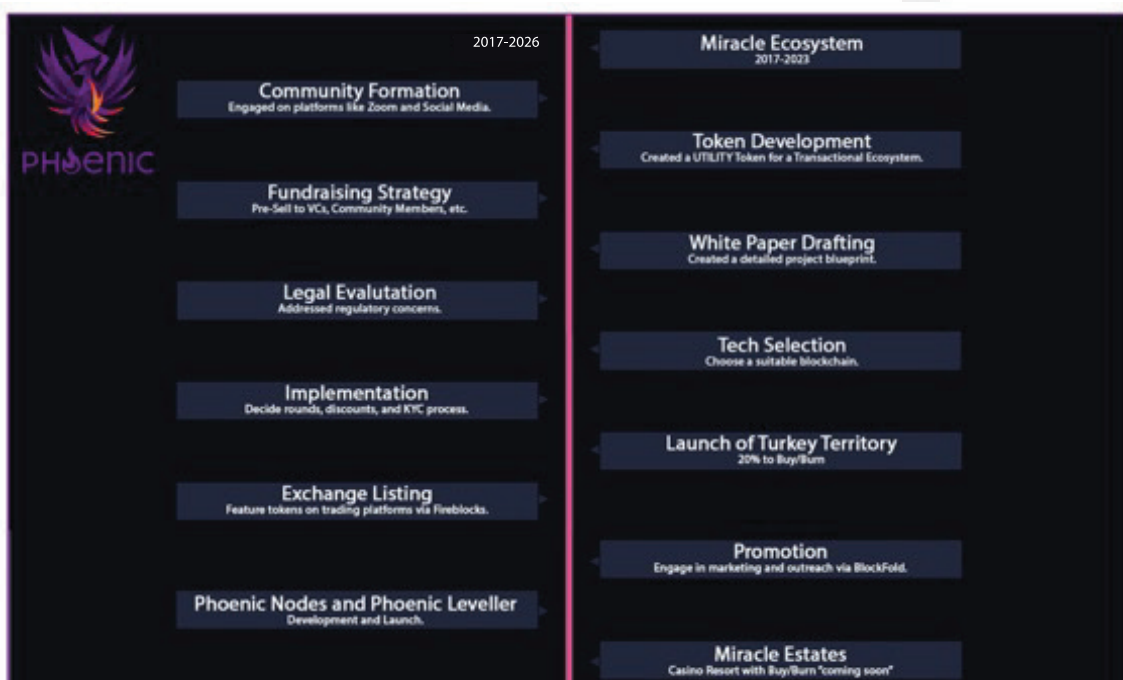 PHOENIC
2017-2026
Community Formation
Engaged on platforms like Zoom and Social Media.
Fundraising Strategy
Pre-Sell to VCs, Community Members, etc.
Legal Evalutation
Addressed regulatory concerns.
Implementation
Decide rounds, discounts, and KYC process.
Exchange Listing
Feature tokens on trading platforms via Fireblocks.
Phoenic Nodes and Phoenic Leveller
Development and Launch.
Miracle Ecosystem
2017-2023
Token Development
Created a UTILITY Token for a Transactional Ecosystem.
White Paper Drafting
Created a detailed project blueprint.
Tech Selection
Choose a suitable blockchain.
Launch of Turkey Territory
20% to Buy/Burn
Promotion
Engage in marketing and outreach via BlockFold.
Miracle Estates
Casino Resort with Buy/Burn "coming soon"